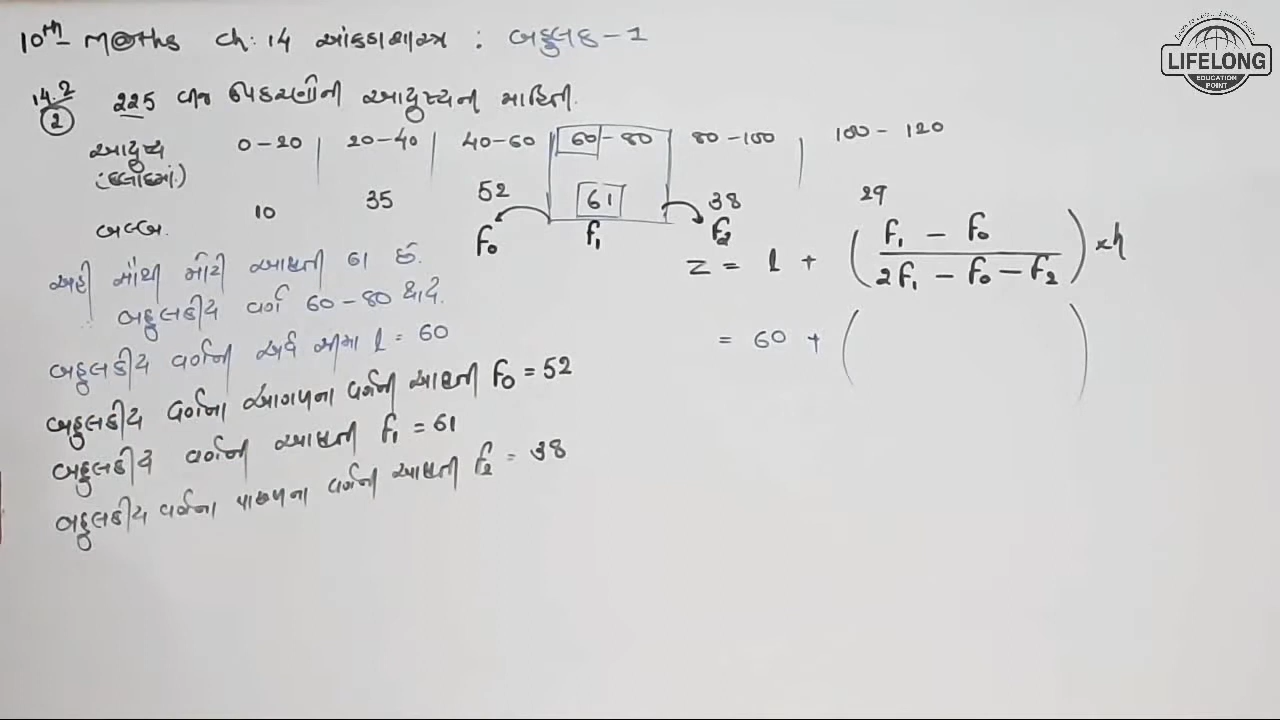 10th Maths Ch: 14 આંકડાશાસ્ત્ર : બહુલક - 1
LIFELONG
EDUCATION POINT
14.2
2
225 વીજ ઉપકરણોની આયુષ્યની માહિતી.
આયુષ્ય 0-20 20-40 40-60 60-80 80-100 100-120
(કલાકમાં)
10 35 52 61 38 29
f₀ f₁ f₂
અહીં સૌથી મોટી આવૃત્તી ૬૧ છે.
∴ બહુલકીય વર્ગ 60-80 થાય.
બહુલકીય વર્ગની અધઃ સીમા l = 60
બહુલકીય વર્ગના આગળના વર્ગની આવૃત્તી f₀ = 52
બહુલકીય વર્ગની આવૃત્તી f₁ = 61
બહુલકીય વર્ગના પાછળના વર્ગની આવૃત્તી f₂ = 38
Z = l + ( f₁ - f₀ / 2f₁ - f₀ - f₂ ) × h
= 60 + ( )